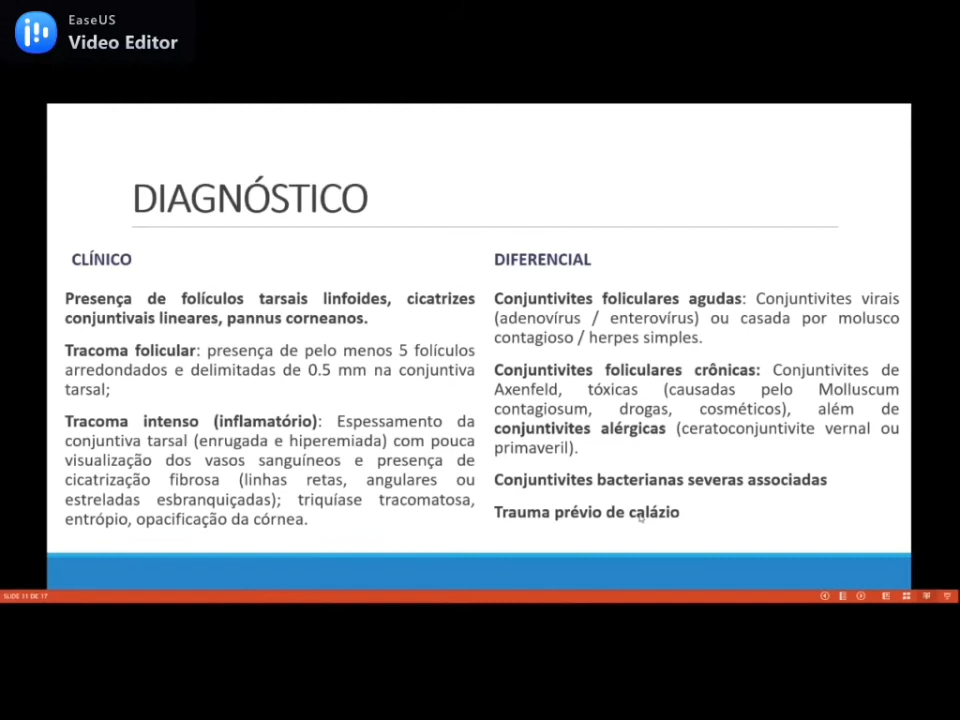 EaseUS
Video Editor
DIAGNÓSTICO
CLÍNICO
Presença de folículos tarsais linfoides, cicatrizes
conjuntivais lineares, pannus corneanos.
Tracoma folicular: presença de pelo menos 5 folículos
arredondados e delimitadas de 0.5 mm na conjuntiva
tarsal;
Tracoma intenso (inflamatório): Espessamento da
conjuntiva tarsal (enrugada e hiperemiada) com pouca
visualização dos vasos sanguíneos e presença de
cicatrização fibrosa (linhas retas, angulares ou
estreladas esbranquiçadas); triquíase tracomatosa,
entrópio, opacificação da córnea.
DIFERENCIAL
Conjuntivites foliculares agudas: Conjuntivites virais
(adenovírus / enterovírus) ou casada por molusco
contagioso / herpes simples.
Conjuntivites foliculares crônicas: Conjuntivites de
Axenfeld, tóxicas (causadas pelo Molluscum
contagiosum, drogas, cosméticos), além de
conjuntivites alérgicas (ceratoconjuntivite vernal ou
primaveril).
Conjuntivites bacterianas severas associadas
Trauma prévio de calázio
SLIDE 11 DE 17